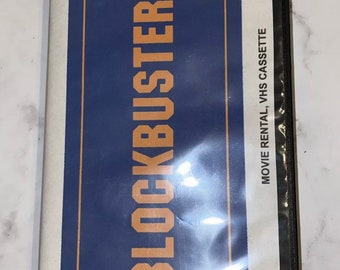 BLOCKBUSTER
MOVIE RENTAL, VHS CASSETTE